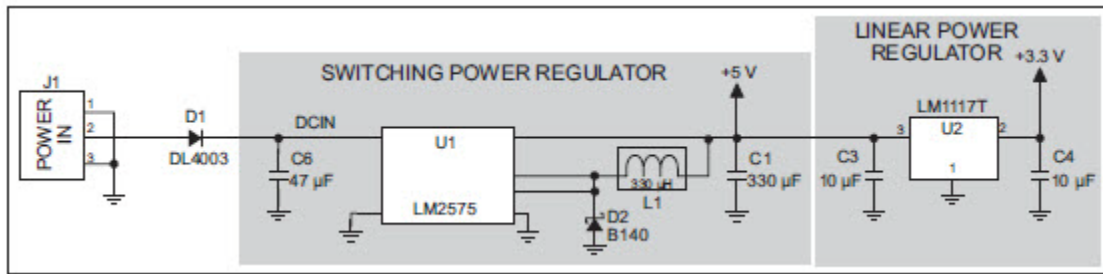 LINEAR POWER
REGULATOR
SWITCHING POWER REGULATOR
+5 V
+3.3 V
J1
POWER
IN
1
2
3
D1
DL4003
DCIN
C6
47 µF
U1
LM2575
330 µH
L1
D2
B140
C1
330 µF
C3
10 µF
LM1117T
3
U2
2
1
C4
10 µF